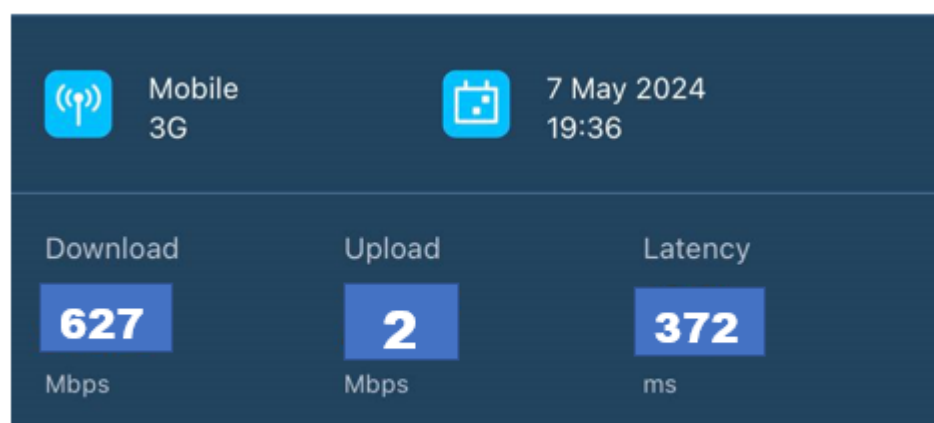 Mobile
3G
7 May 2024
19:36
Download
Upload
Latency
627
2
372
Mbps
Mbps
ms